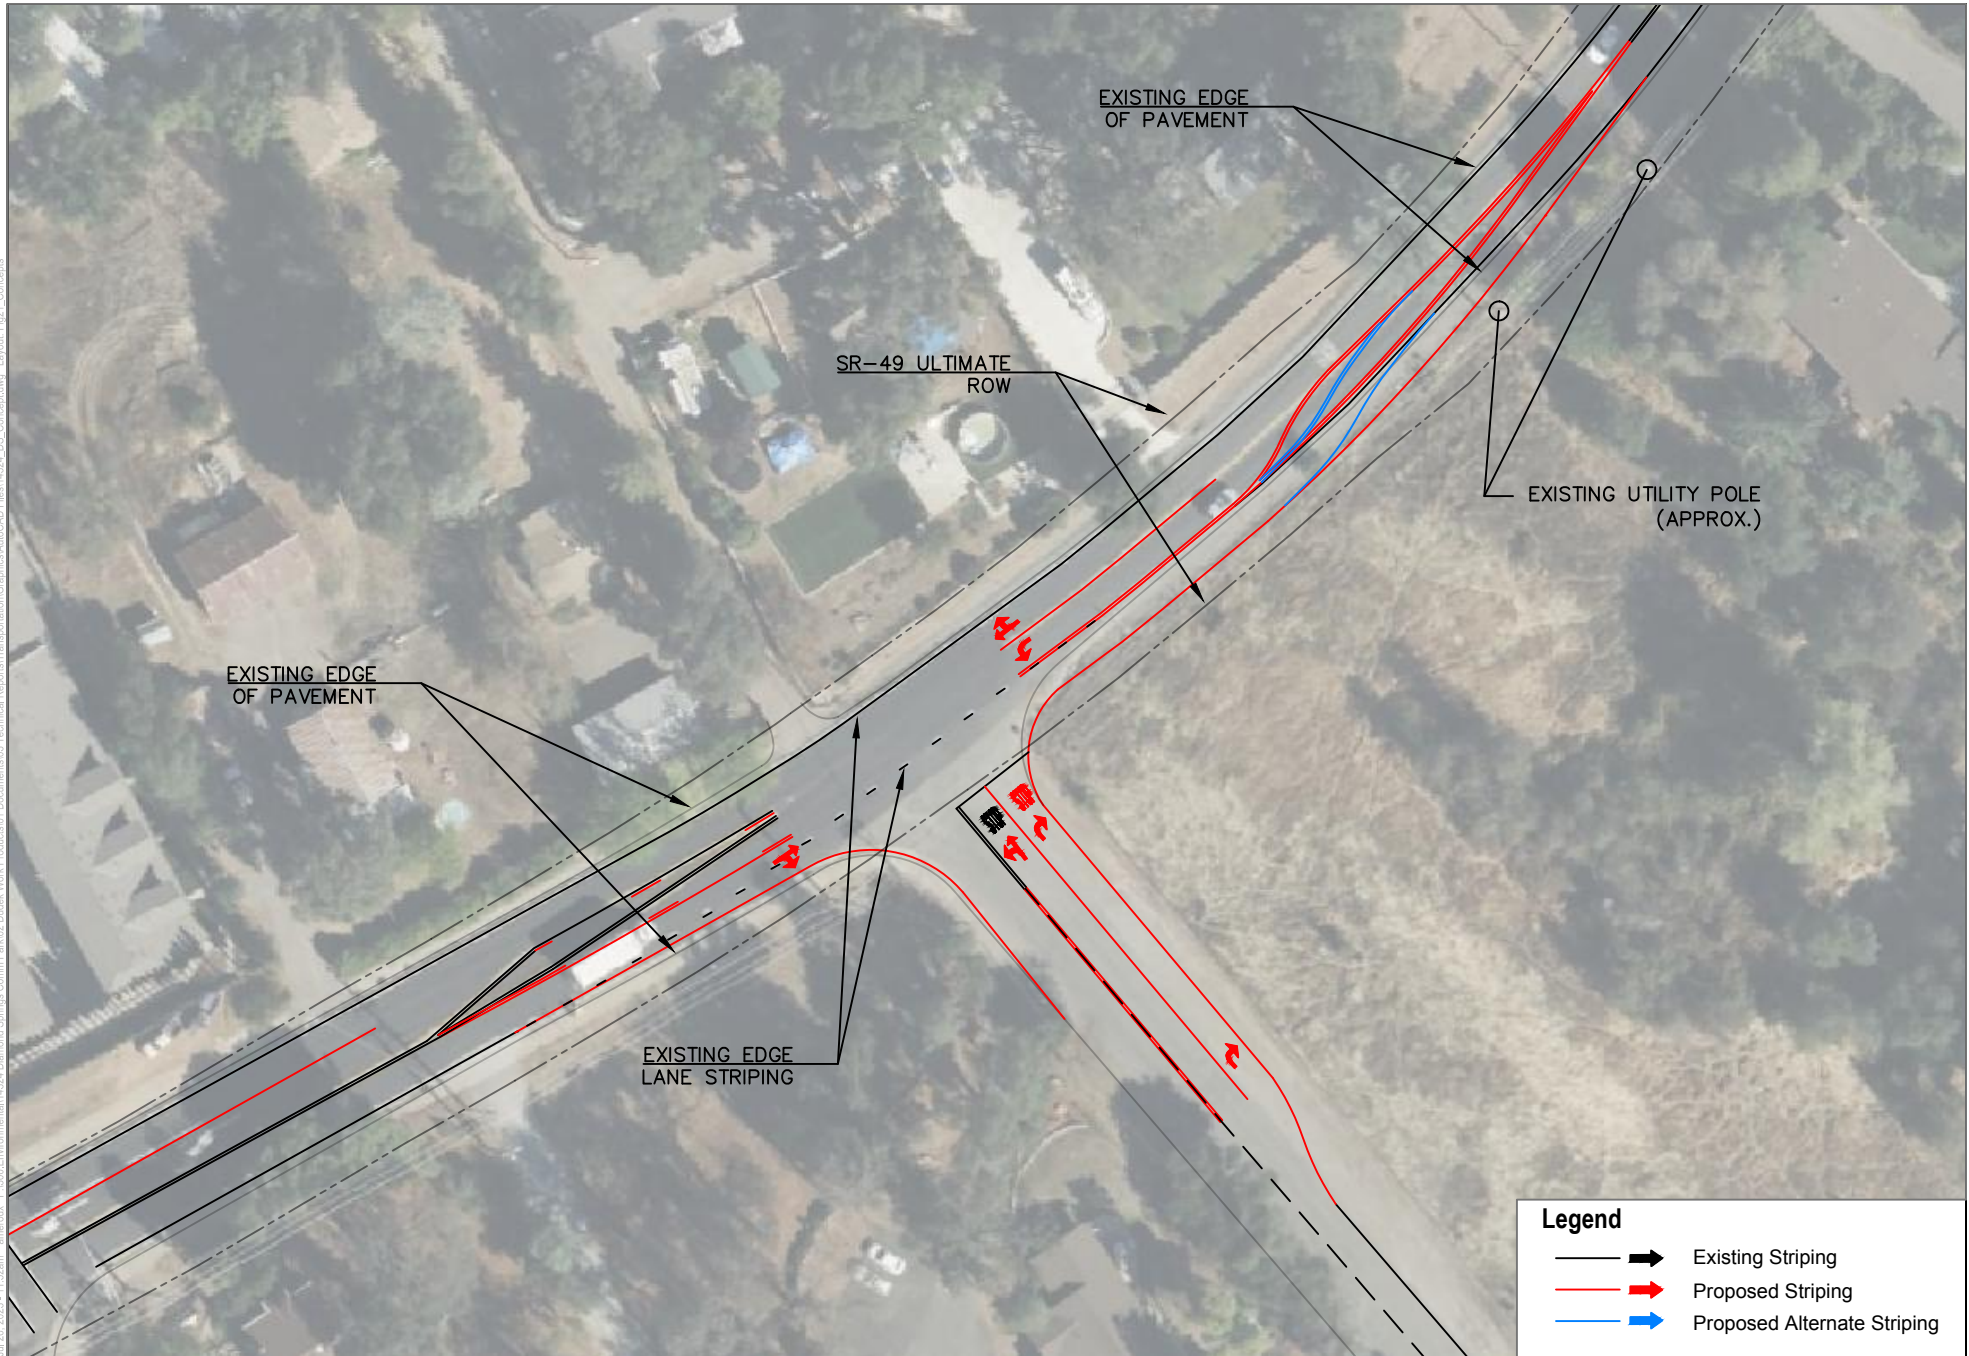 EXISTING EDGE
OF PAVEMENT
SR-49 ULTIMATE
ROW
EXISTING UTILITY POLE
(APPROX.)
EXISTING EDGE
OF PAVEMENT
EXISTING EDGE
LANE STRIPING
Legend
Existing Striping
Proposed Striping
Proposed Alternate Striping